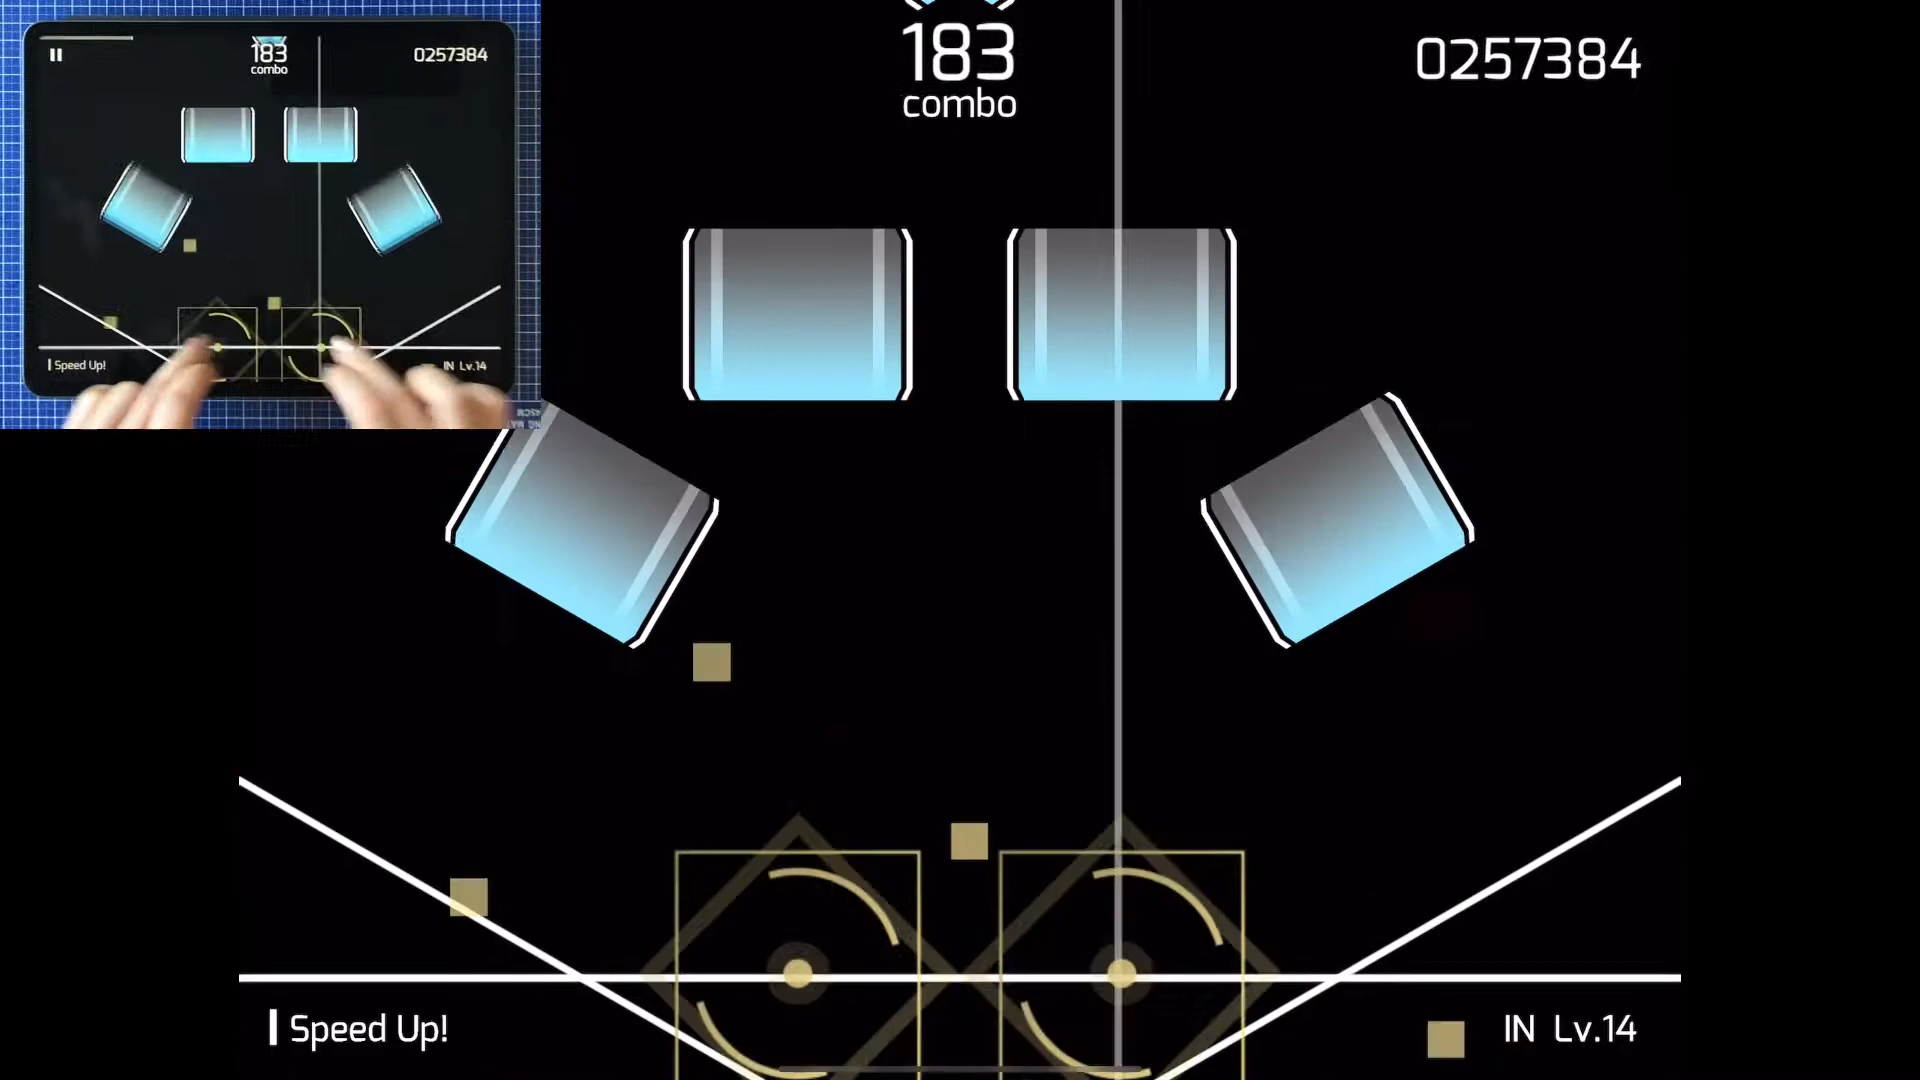 183
combo
0257384
Speed Up!
IN Lv.14
183
combo
0257384
Speed Up!
IN Lv.14